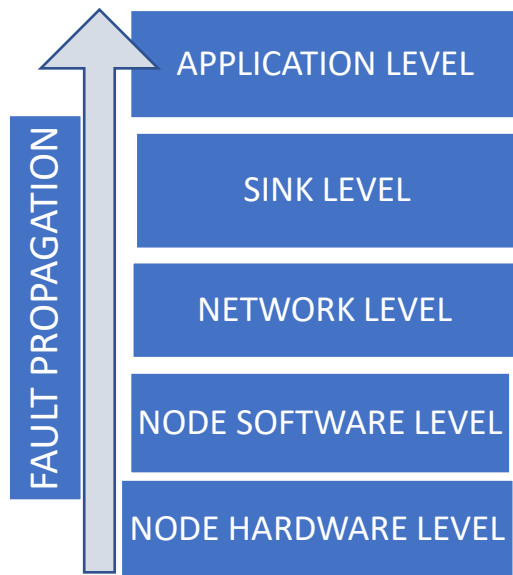 APPLICATION LEVEL
SINK LEVEL
NETWORK LEVEL
NODE SOFTWARE LEVEL
NODE HARDWARE LEVEL
FAULT PROPAGATION